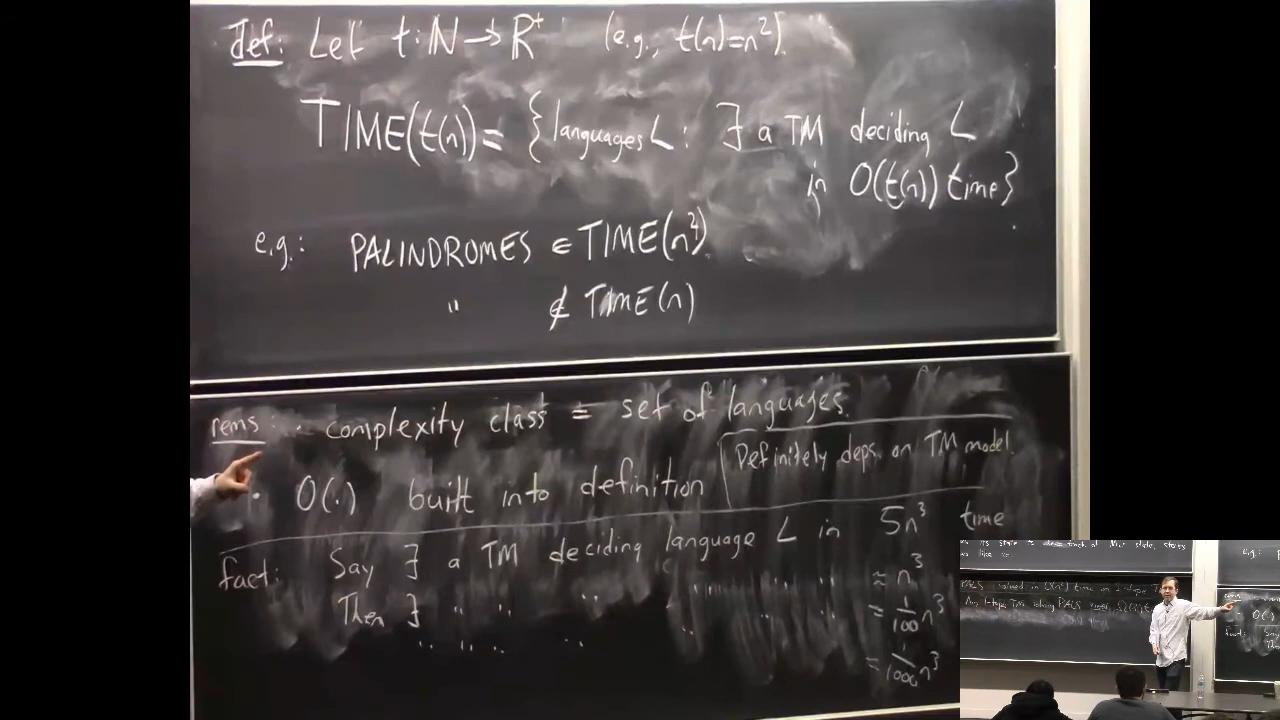 Def: Let t: ℕ → ℝ⁺ (e.g., t(n)=n²).
TIME(t(n)) = { languages L : ∃ a TM deciding L
in O(t(n)) time}
e.g.: PALINDROMES ∈ TIME(n²).
" ∉ TIME(n)
rems: · complexity class = set of languages.
· O(·) built into definition
Definitely deps. on TM model.
fact: Say ∃ a TM deciding language L in 5n³ time
Then ∃ " " " " " " ≈ n³
= 1/100 n³
" " " " = 1/1000 n³